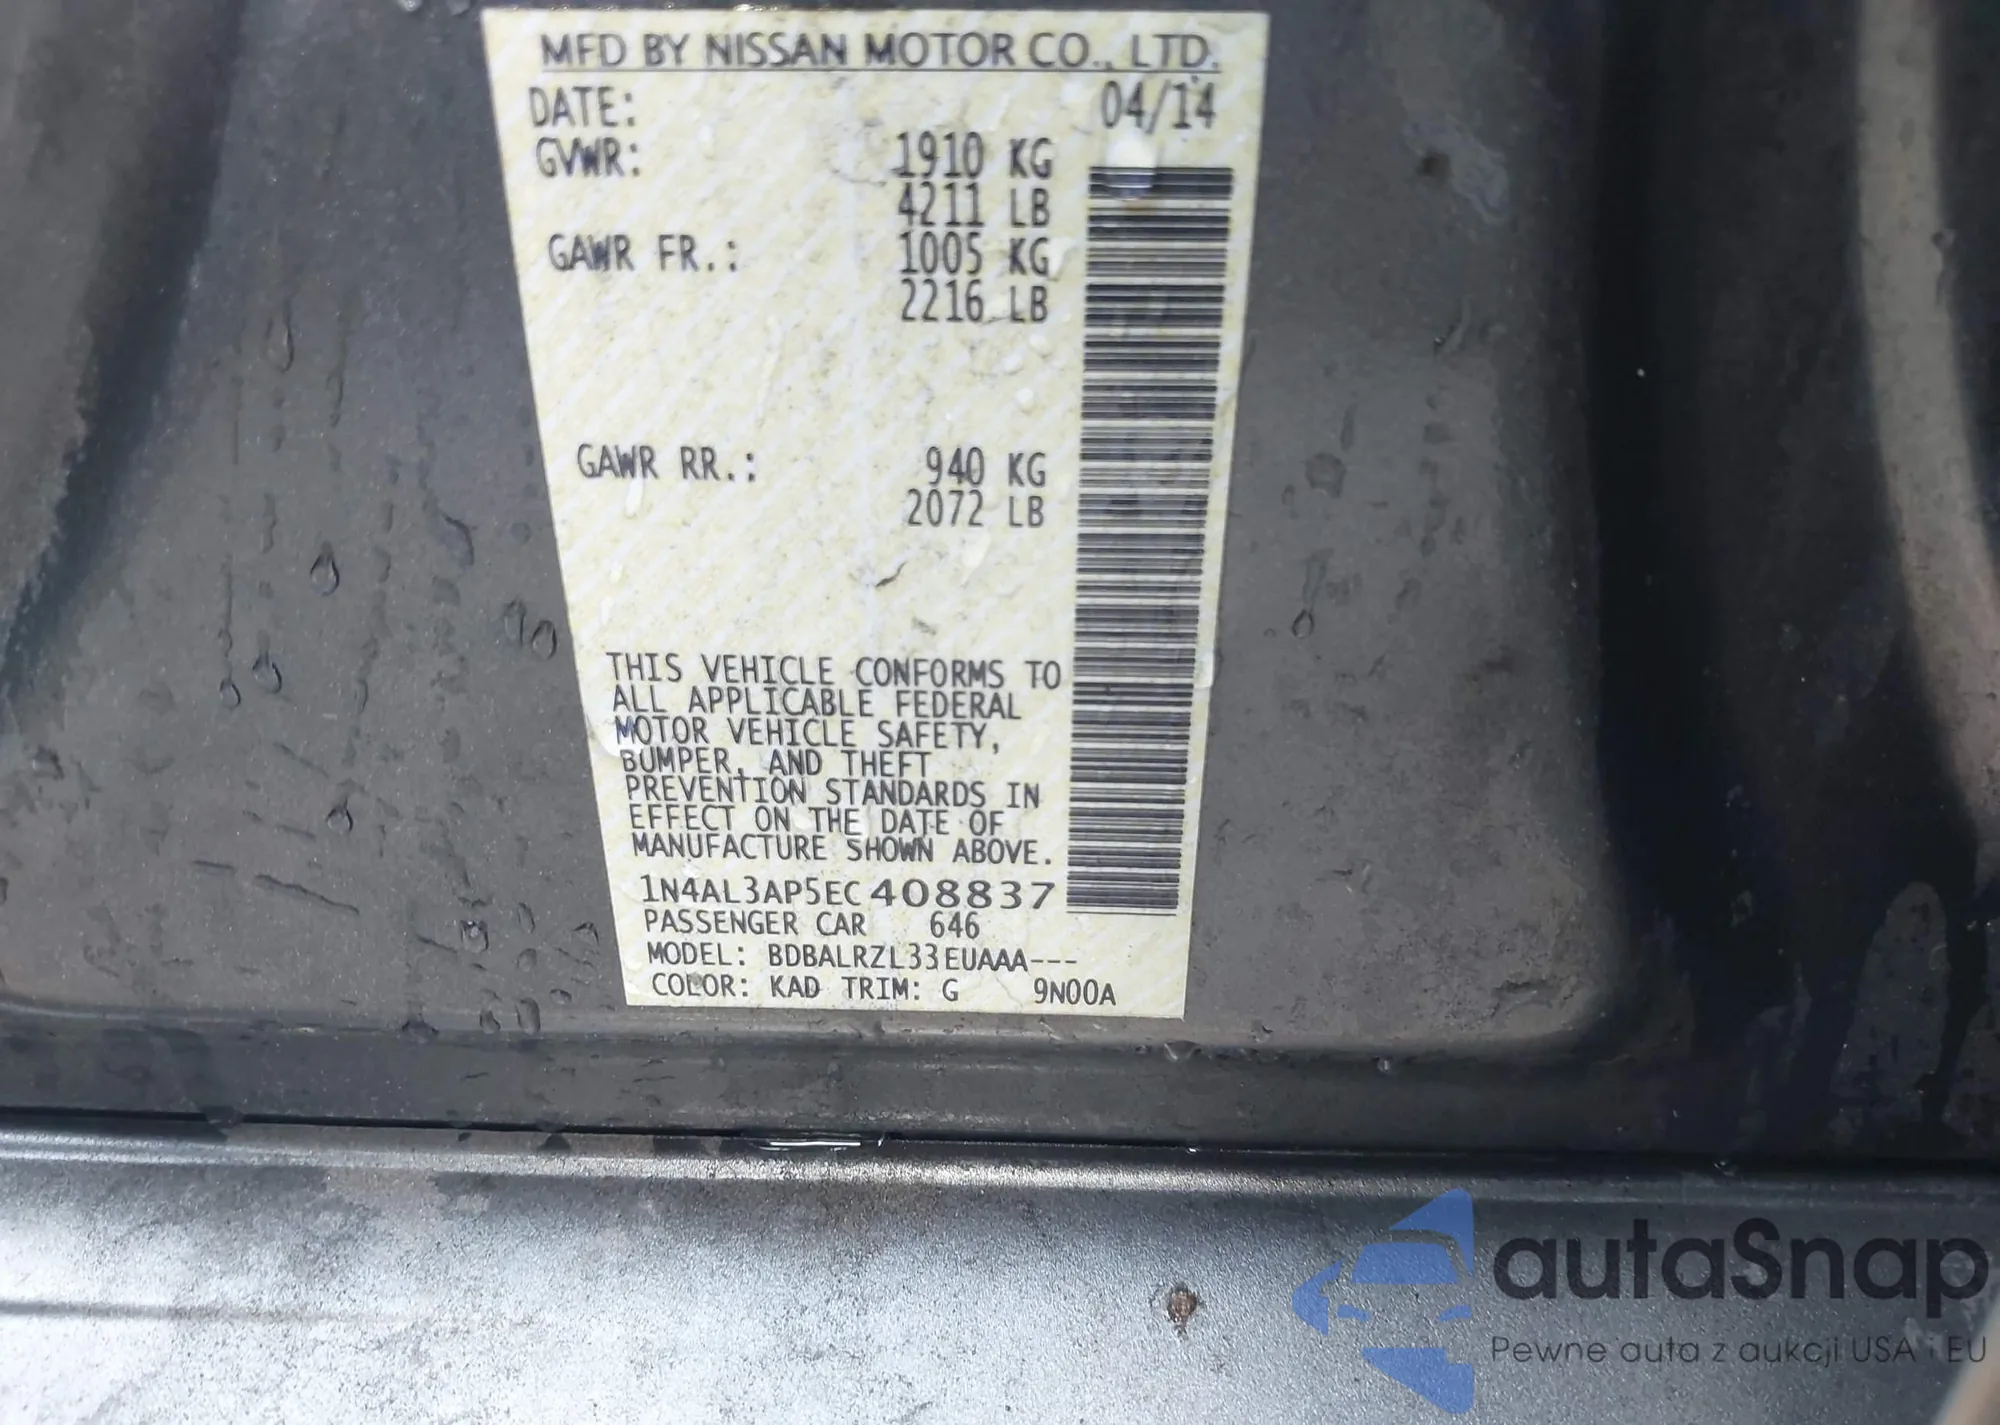 MFD BY NISSAN MOTOR CO., LTD.
DATE: 04/14
GVWR: 1910 KG
4211 LB
GAWR FR.: 1005 KG
2216 LB
GAWR RR.: 940 KG
2072 LB
THIS VEHICLE CONFORMS TO
ALL APPLICABLE FEDERAL
MOTOR VEHICLE SAFETY,
BUMPER, AND THEFT
PREVENTION STANDARDS IN
EFFECT ON THE DATE OF
MANUFACTURE SHOWN ABOVE.
1N4AL3AP5EC408837
PASSENGER CAR 646
MODEL: BDBALRZL33EUAAA---
COLOR: KAD TRIM: G 9N00A
autaSnap
Pewne auta z aukcji USA i EU